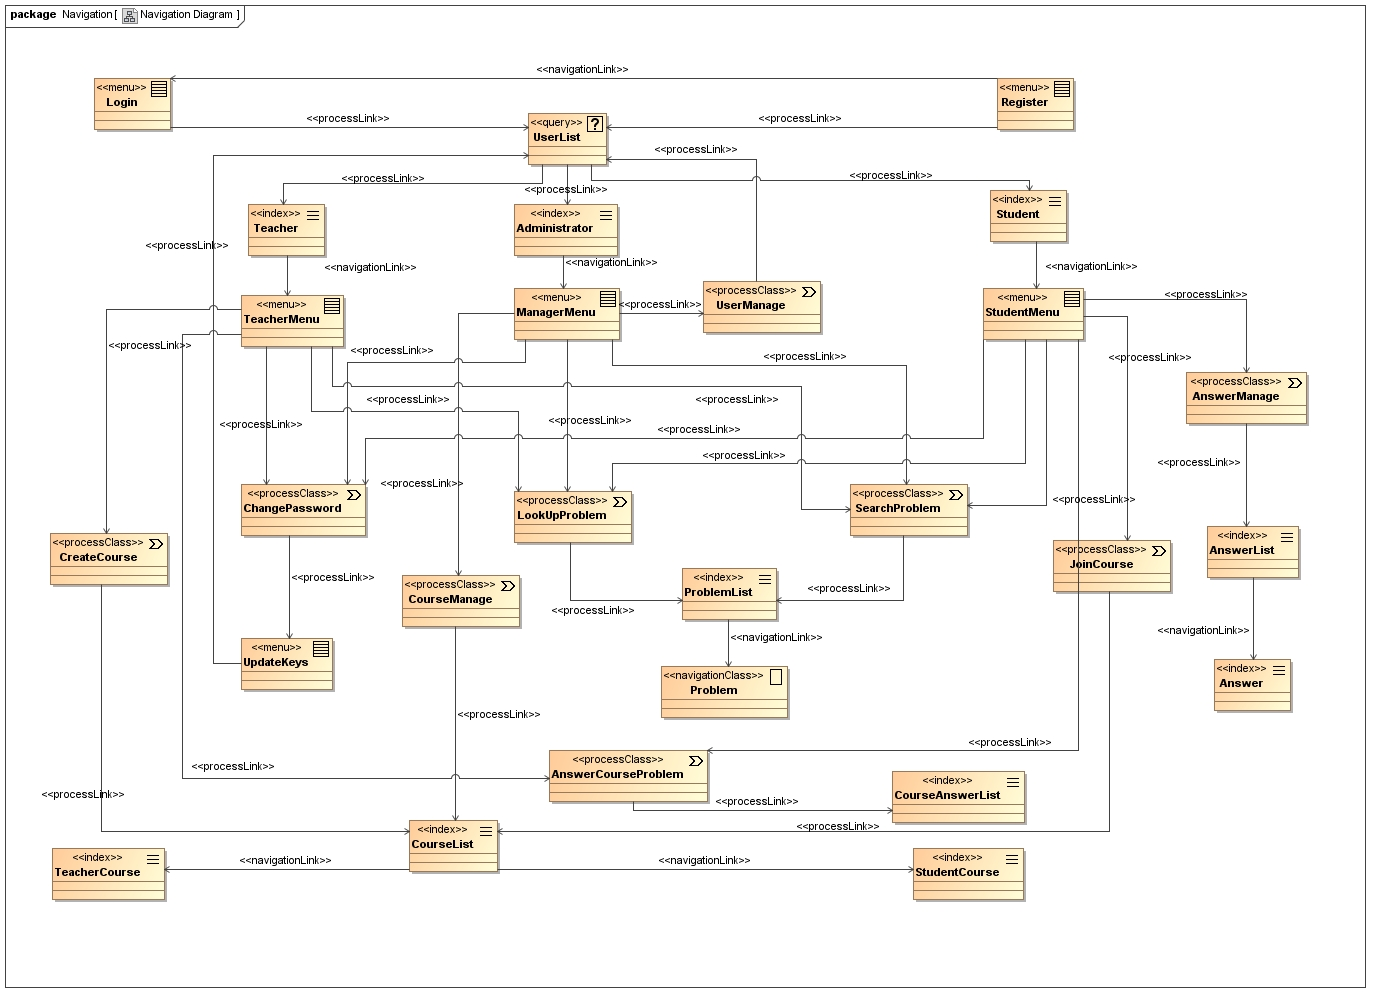 package Navigation [ Navigation Diagram ]
<<navigationLink>>
<<menu>>
Login
<<menu>>
Register
<<processLink>>
<<processLink>>
<<query>>
UserList
?
<<processLink>>
<<processLink>>
<<processLink>>
<<processLink>>
<<index>>
Teacher
<<index>>
Administrator
<<index>>
Student
<<processLink>>
<<navigationLink>>
<<navigationLink>>
<<navigationLink>>
<<menu>>
TeacherMenu
<<menu>>
ManagerMenu
<<processLink>>
<<processClass>>
UserManage
<<menu>>
StudentMenu
<<processLink>>
<<processLink>>
<<processLink>>
<<processLink>>
<<processLink>>
<<processClass>>
AnswerManage
<<processLink>>
<<processLink>>
<<processLink>>
<<processLink>>
<<processLink>>
<<processLink>>
<<processLink>>
<<processLink>>
<<processClass>>
ChangePassword
<<processClass>>
LookUpProblem
<<processClass>>
SearchProblem
<<processLink>>
<<index>>
AnswerList
<<processClass>>
CreateCourse
<<processClass>>
JoinCourse
<<processLink>>
<<processClass>>
CourseManage
<<index>>
ProblemList
<<processLink>>
<<processLink>>
<<navigationLink>>
<<navigationLink>>
<<menu>>
UpdateKeys
<<navigationClass>>
Problem
<<index>>
Answer
<<processLink>>
<<processLink>>
<<processLink>>
<<processClass>>
AnswerCourseProblem
<<index>>
CourseAnswerList
<<processLink>>
<<processLink>>
<<processLink>>
<<index>>
CourseList
<<index>>
TeacherCourse
<<navigationLink>>
<<navigationLink>>
<<index>>
StudentCourse